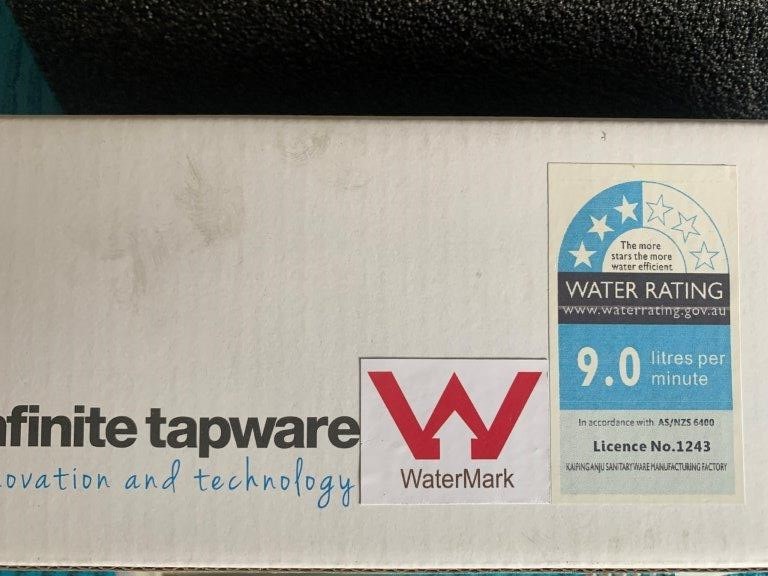 The more
stars the more
water efficient
WATER RATING
www.waterrating.gov.au
9.0 litres per
minute
In accordance with AS/NZS 6400
Licence No.1243
KAIPING ANJU SANITARY WARE MANUFACTURING FACTORY
nfinite tapware
ovation and technology
WaterMark